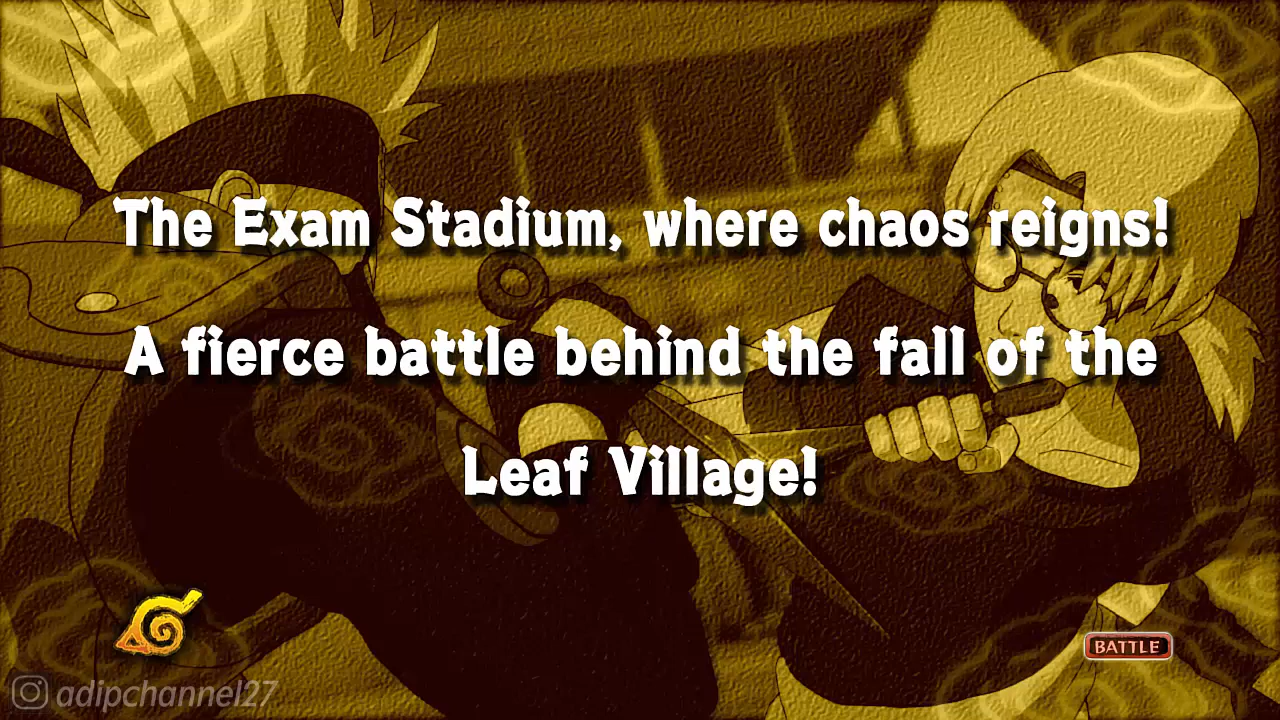 The Exam Stadium, where chaos reigns!
A fierce battle behind the fall of the
Leaf Village!
BATTLE
adipchannel27